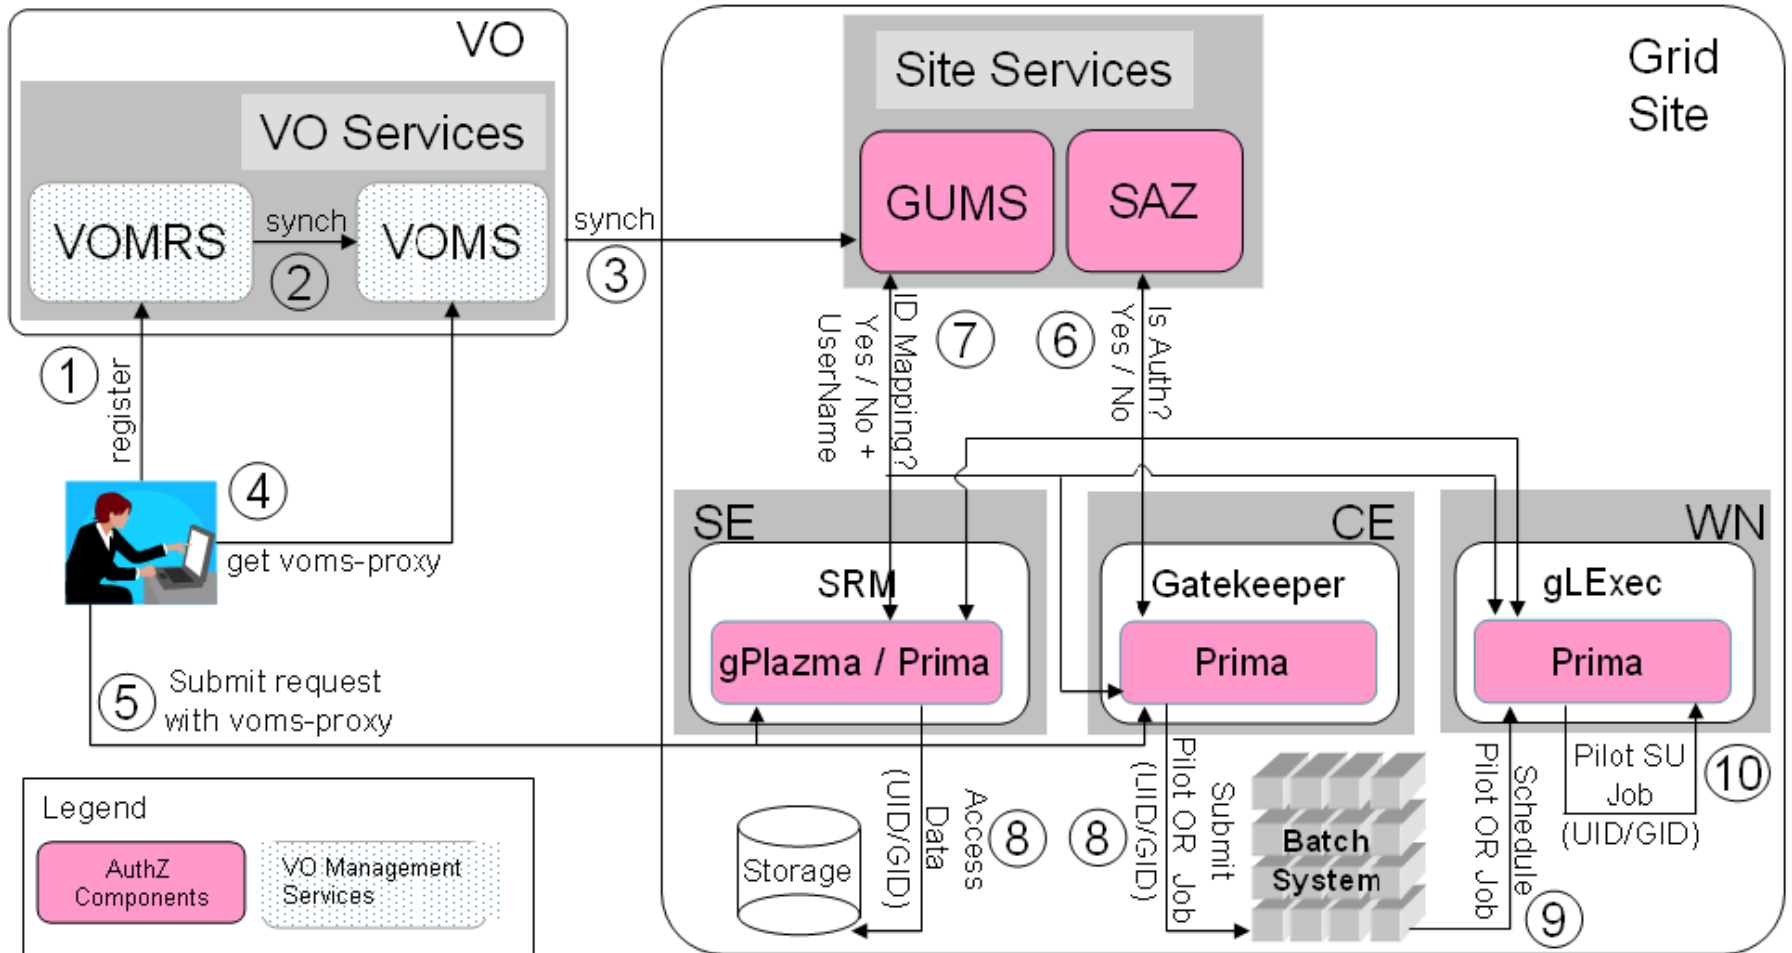 VO
VO Services
VOMRS
synch
2
VOMS
synch
3
1
register
4
get voms-proxy
5
Submit request
with voms-proxy
Legend
AuthZ
Components
VO Management
Services
Grid
Site
Site Services
GUMS
SAZ
ID Mapping?
Yes / No +
UserName
7
6
Is Auth?
Yes / No
SE
SRM
gPlazma / Prima
CE
Gatekeeper
Prima
WN
gLExec
Prima
Storage
Access
Data
(UID/GID)
8
8
Submit
Pilot OR Job
(UID/GID)
Batch
System
Schedule
Pilot OR Job
9
Pilot SU
Job
(UID/GID)
10